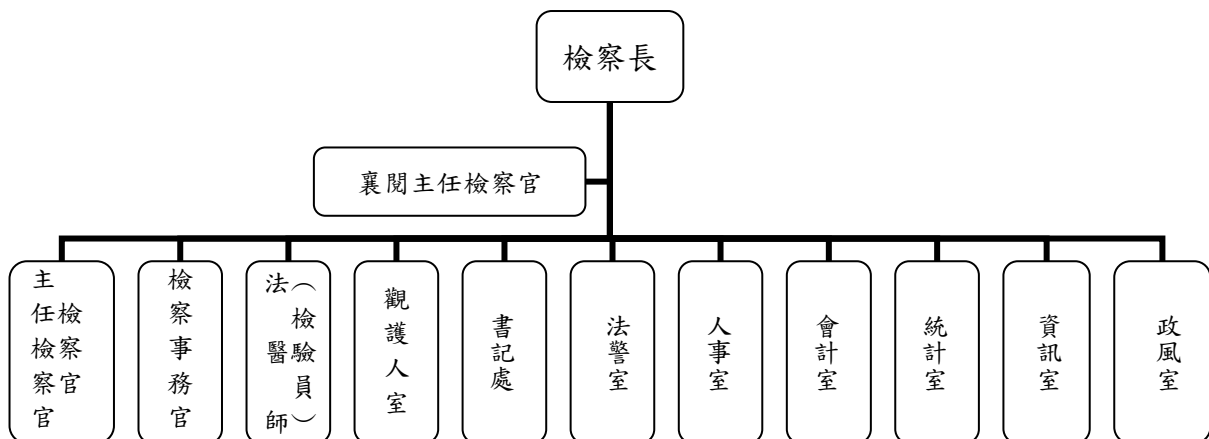 檢察長
襄閱主任檢察官
主任檢察官
檢察官
檢察事務官
法醫師
（檢驗員）
觀護人室
書記處
法警室
人事室
會計室
統計室
資訊室
政風室